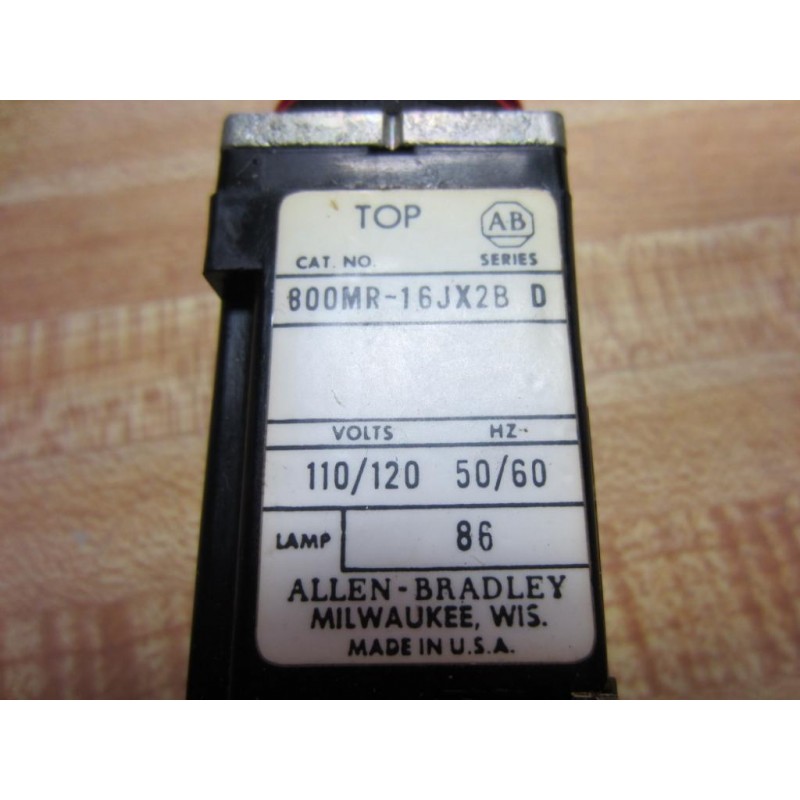 TOP AB
CAT. NO. SERIES
800MR-16JX2B D
VOLTS HZ~
110/120 50/60
LAMP 86
ALLEN-BRADLEY
MILWAUKEE, WIS.
MADE IN U.S.A.